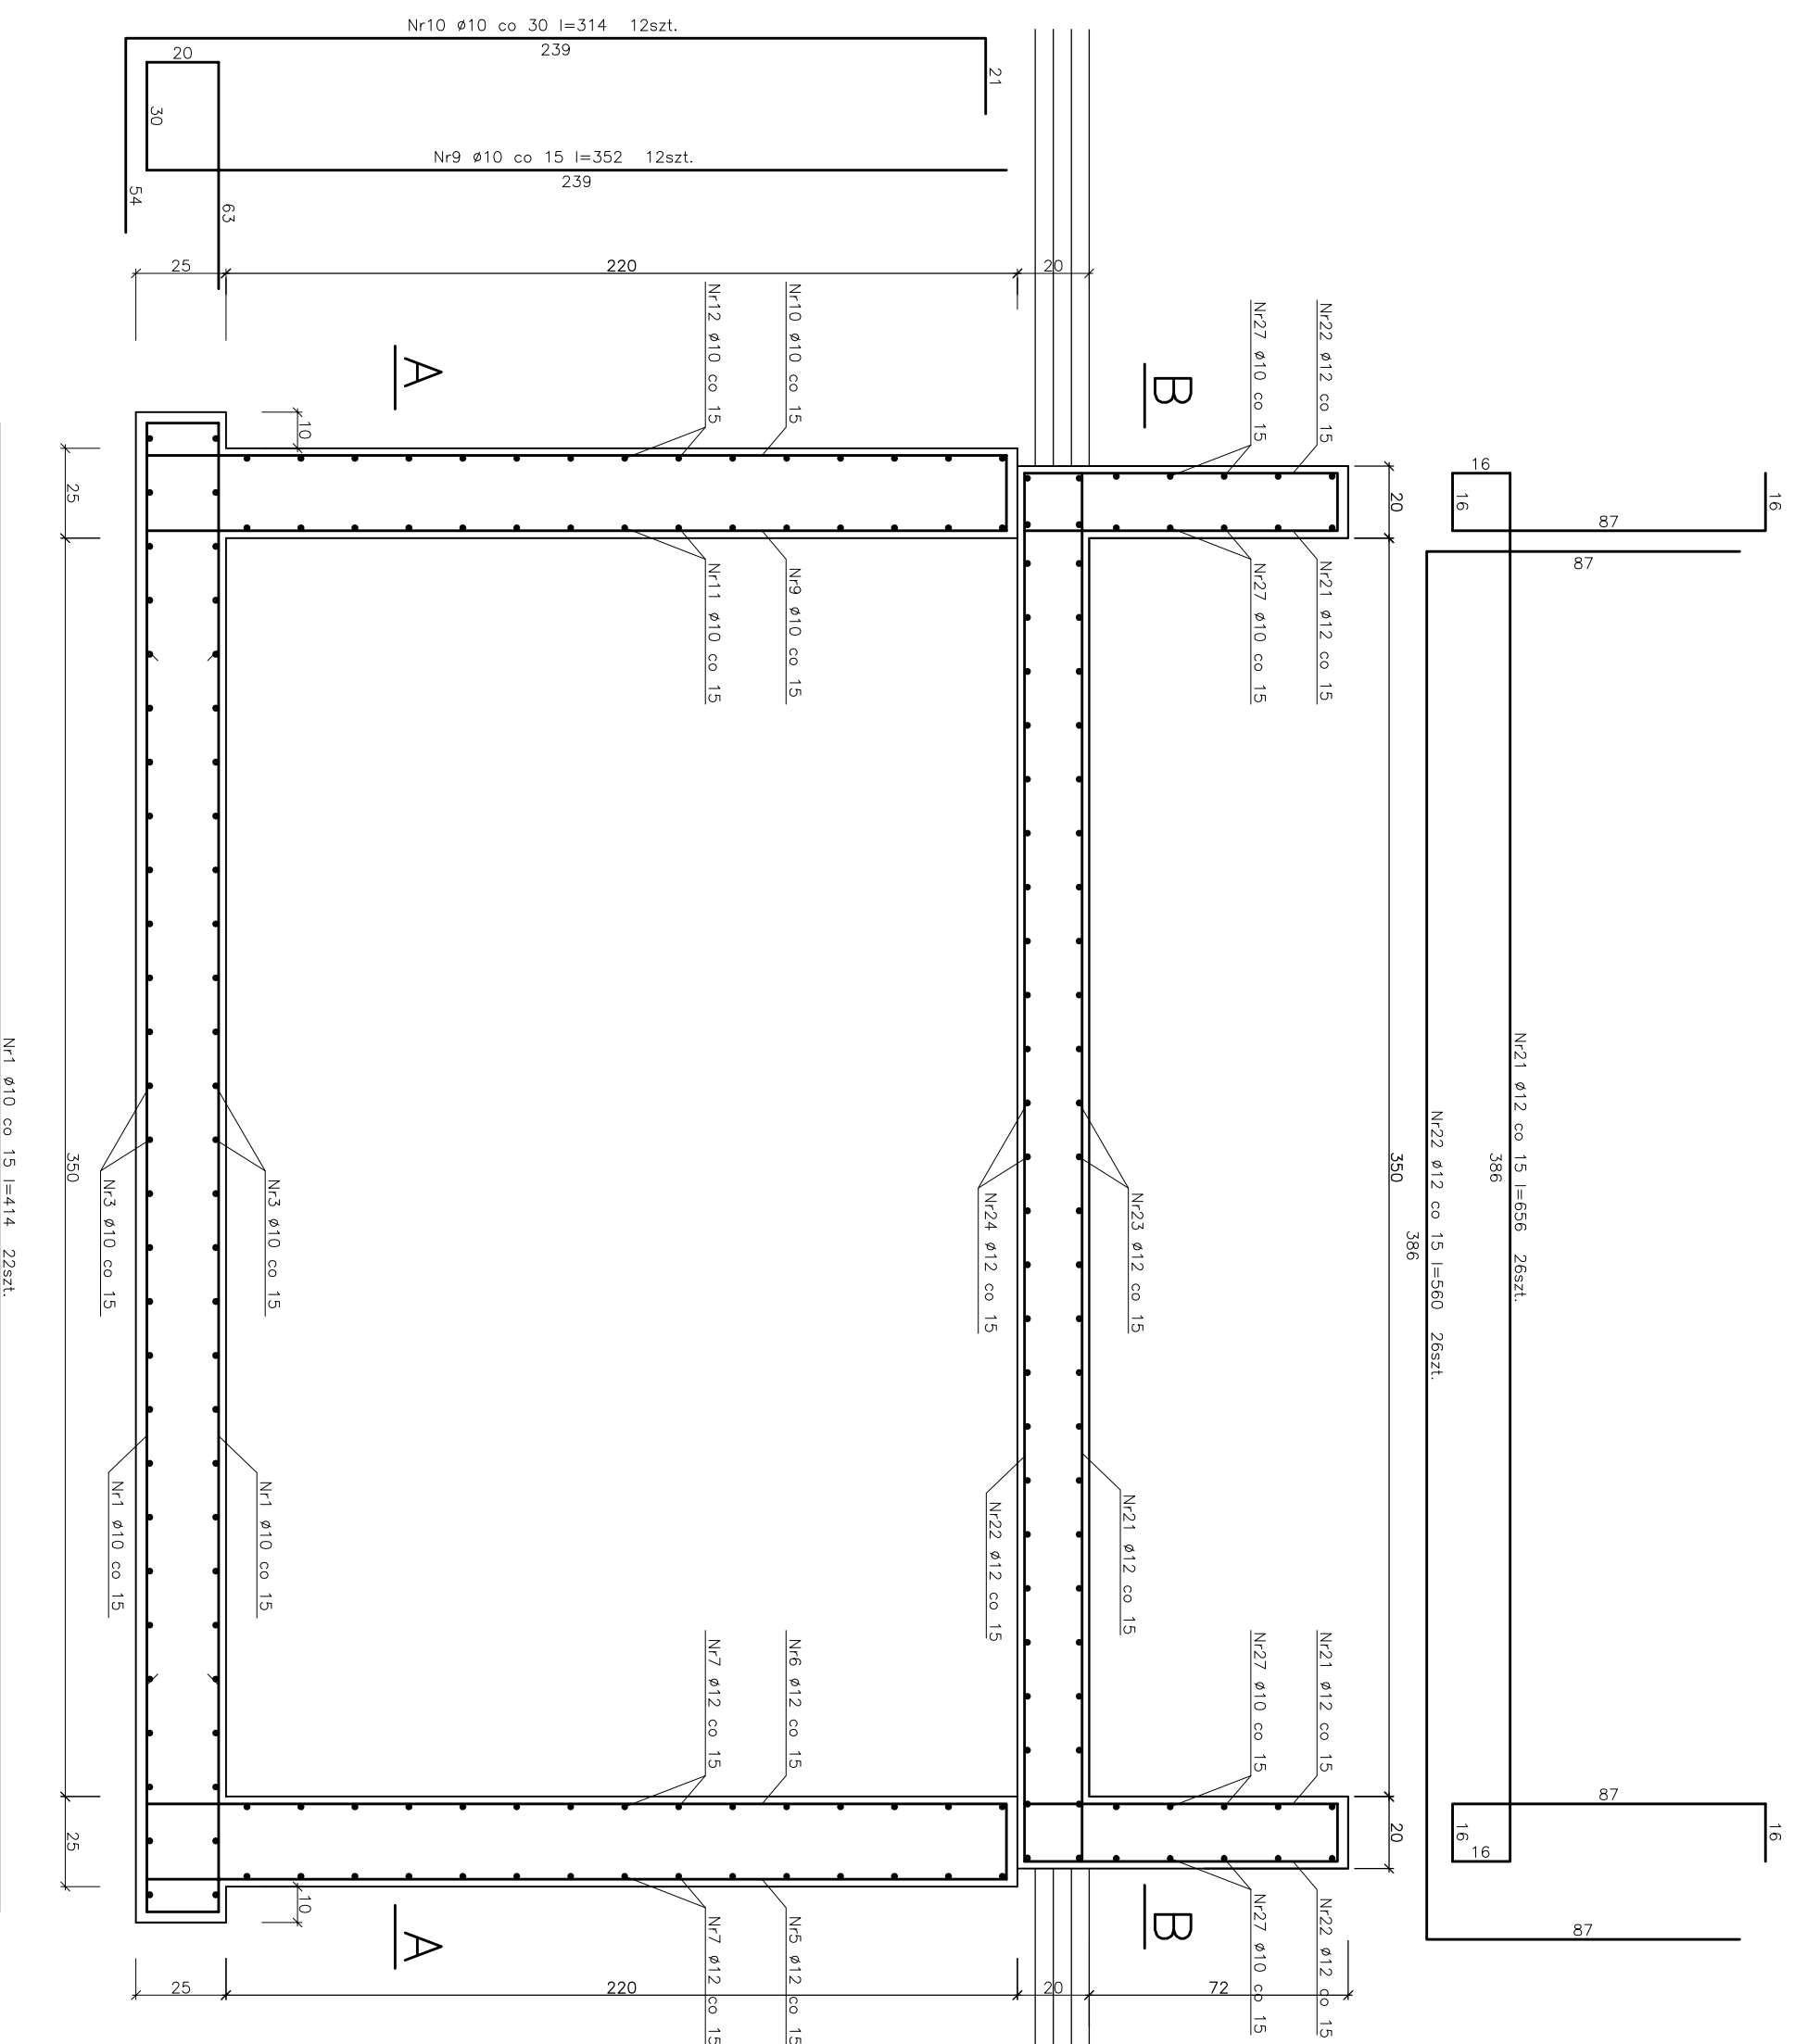 Nr10 ø10 co 30 l=314 12szt.
239
21
20
30
Nr9 ø10 co 15 l=352 12szt.
239
54
63
25
220
20
Nr12 ø10 co 15
Nr10 ø10 co 15
Nr27 ø10 co 15
Nr22 ø12 co 15
A
B
10
25
20
16
16
87
16
87
Nr11 ø10 co 15
Nr9 ø10 co 15
Nr27 ø10 co 15
Nr21 ø12 co 15
Nr21 ø12 co 15 l=656 26szt.
386
Nr22 ø12 co 15 l=560 26szt.
386
350
350
Nr1 ø10 co 15 l=414 22szt.
Nr3 ø10 co 15
Nr3 ø10 co 15
Nr24 ø12 co 15
Nr23 ø12 co 15
Nr1 ø10 co 15
Nr1 ø10 co 15
Nr22 ø12 co 15
Nr21 ø12 co 15
Nr7 ø12 co 15
Nr6 ø12 co 15
Nr27 ø10 co 15
Nr21 ø12 co 15
87
16
16
16
25
20
10
A
B
Nr7 ø12 co 15
Nr5 ø12 co 15
Nr27 ø10 co 15
Nr22 ø12 co 15
87
25
220
20
72